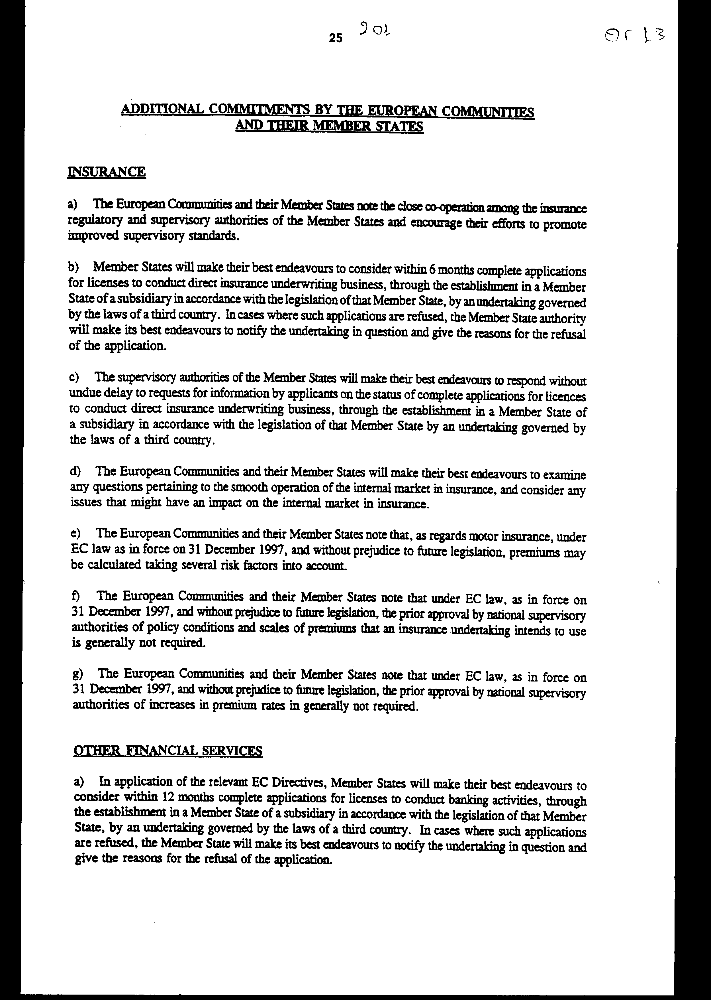 25
201
ADDITIONAL COMMITMENTS BY THE EUROPEAN COMMUNITIES
AND THEIR MEMBER STATES
INSURANCE
a) The European Communities and their Member States note the close co-operation among the insurance
regulatory and supervisory authorities of the Member States and encourage their efforts to promote
improved supervisory standards.
b) Member States will make their best endeavours to consider within 6 months complete applications
for licenses to conduct direct insurance underwriting business, through the establishment in a Member
State of a subsidiary in accordance with the legislation of that Member State, by an undertaking governed
by the laws of a third country. In cases where such applications are refused, the Member State authority
will make its best endeavours to notify the undertaking in question and give the reasons for the refusal
of the application.
c) The supervisory authorities of the Member States will make their best endeavours to respond without
undue delay to requests for information by applicants on the status of complete applications for licences
to conduct direct insurance underwriting business, through the establishment in a Member State of
a subsidiary in accordance with the legislation of that Member State by an undertaking governed by
the laws of a third country.
d) The European Communities and their Member States will make their best endeavours to examine
any questions pertaining to the smooth operation of the internal market in insurance, and consider any
issues that might have an impact on the internal market in insurance.
e) The European Communities and their Member States note that, as regards motor insurance, under
EC law as in force on 31 December 1997, and without prejudice to future legislation, premiums may
be calculated taking several risk factors into account.
f) The European Communities and their Member States note that under EC law, as in force on
31 December 1997, and without prejudice to future legislation, the prior approval by national supervisory
authorities of policy conditions and scales of premiums that an insurance undertaking intends to use
is generally not required.
g) The European Communities and their Member States note that under EC law, as in force on
31 December 1997, and without prejudice to future legislation, the prior approval by national supervisory
authorities of increases in premium rates in generally not required.
OTHER FINANCIAL SERVICES
a) In application of the relevant EC Directives, Member States will make their best endeavours to
consider within 12 months complete applications for licenses to conduct banking activities, through
the establishment in a Member State of a subsidiary in accordance with the legislation of that Member
State, by an undertaking governed by the laws of a third country. In cases where such applications
are refused, the Member State will make its best endeavours to notify the undertaking in question and
give the reasons for the refusal of the application.